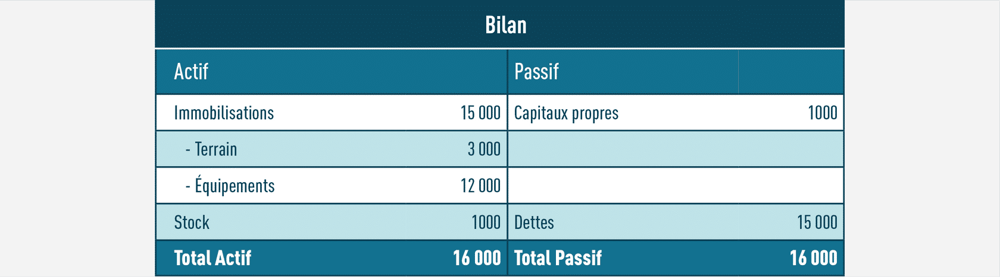 Bilan
Actif Passif
Immobilisations 15 000 Capitaux propres 1000
- Terrain 3 000
- Équipements 12 000
Stock 1000 Dettes 15 000
Total Actif 16 000 Total Passif 16 000